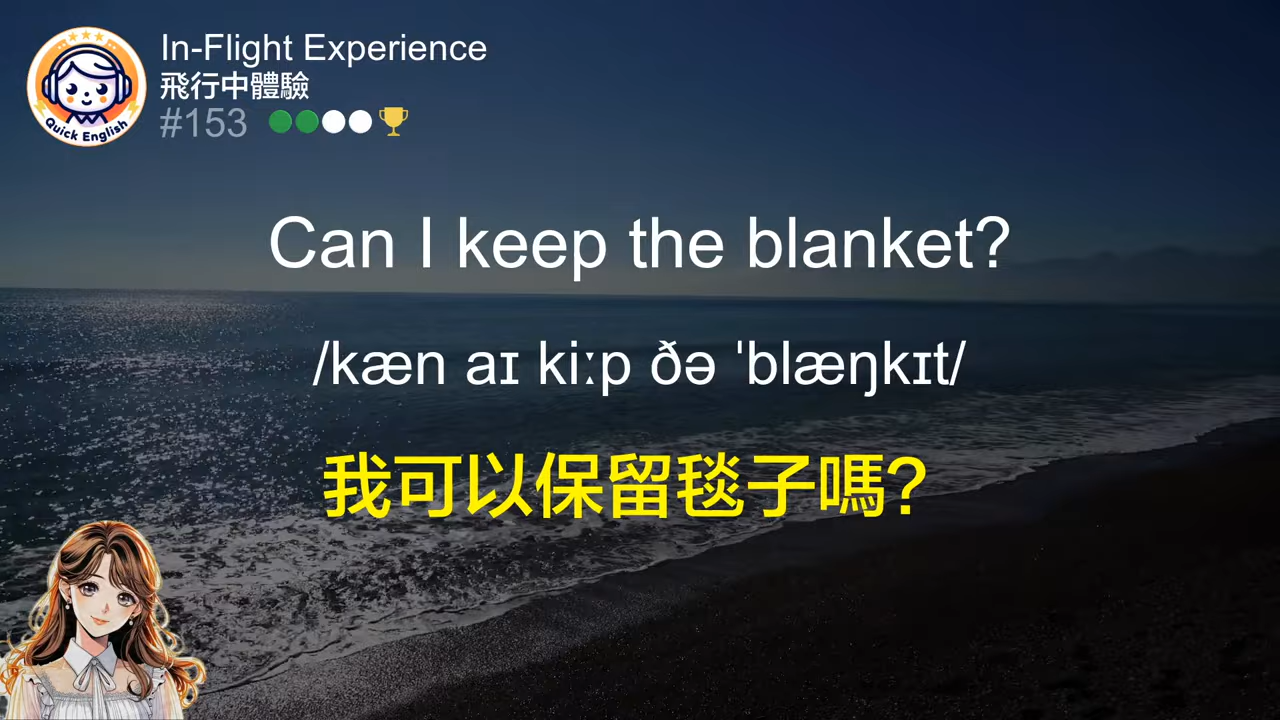 In-Flight Experience
飛行中體驗
#153
Quick English
Can I keep the blanket?
/kæn aɪ kiːp ðə ˈblæŋkɪt/
我可以保留毯子嗎?